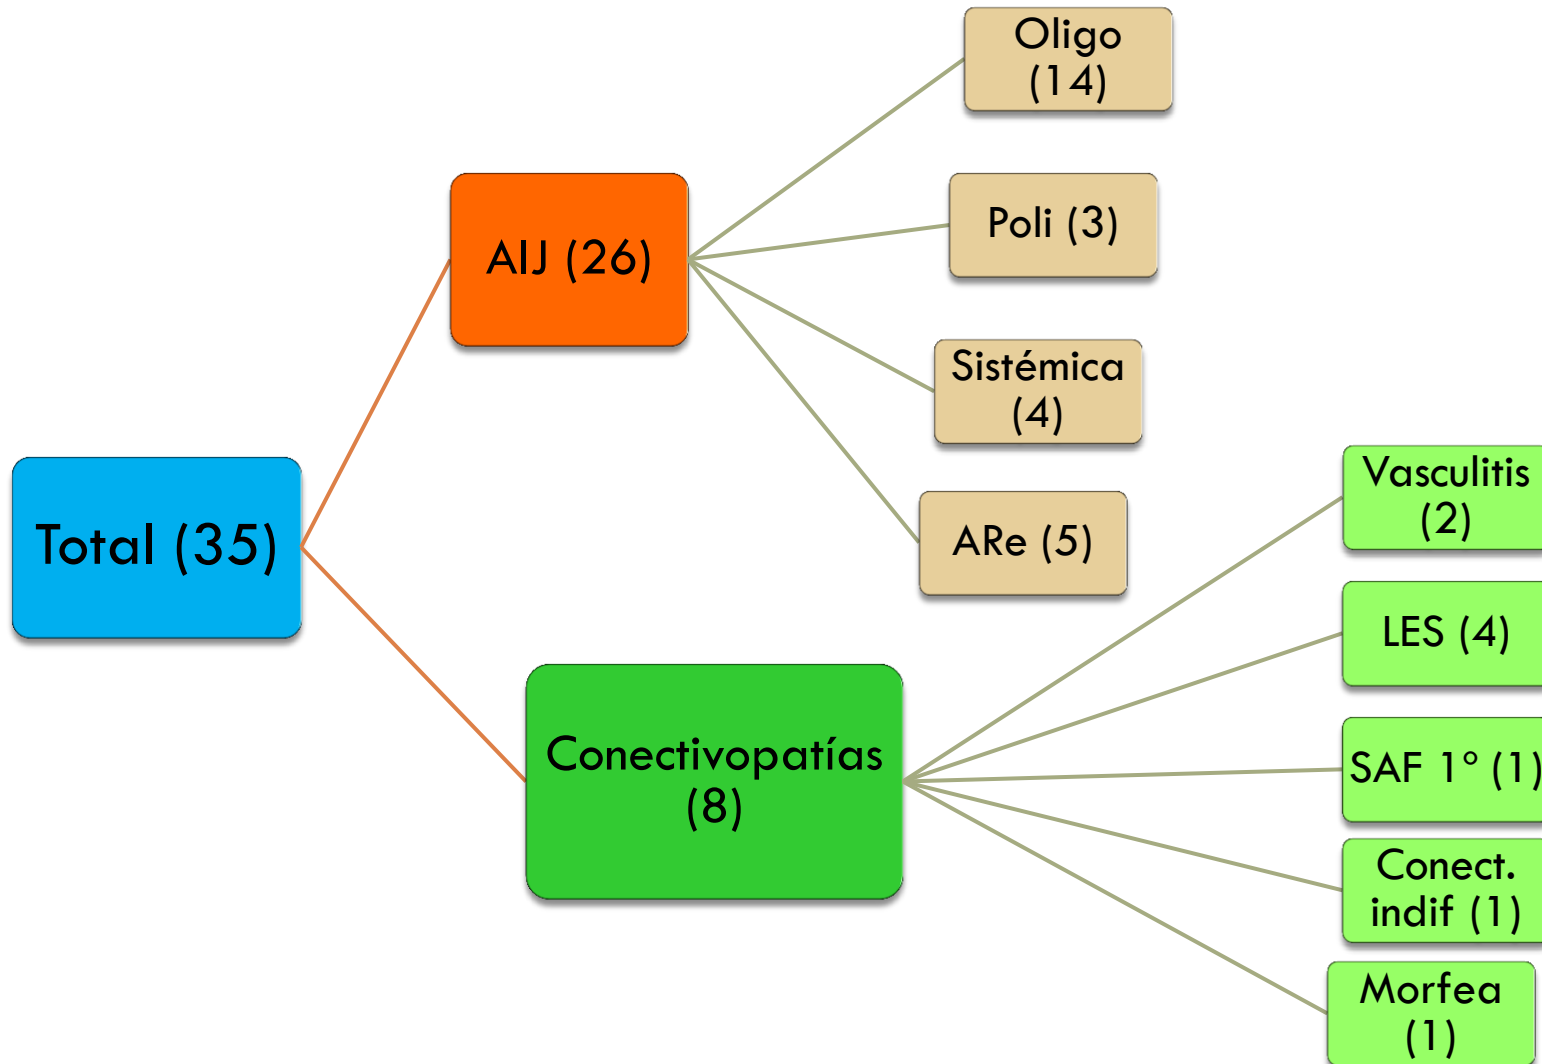 Total (35)
AIJ (26)
Oligo
(14)
Poli (3)
Sistémica
(4)
ARe (5)
Conectivopatías
(8)
Vasculitis
(2)
LES (4)
SAF 1º (1)
Conect.
indif (1)
Morfea
(1)